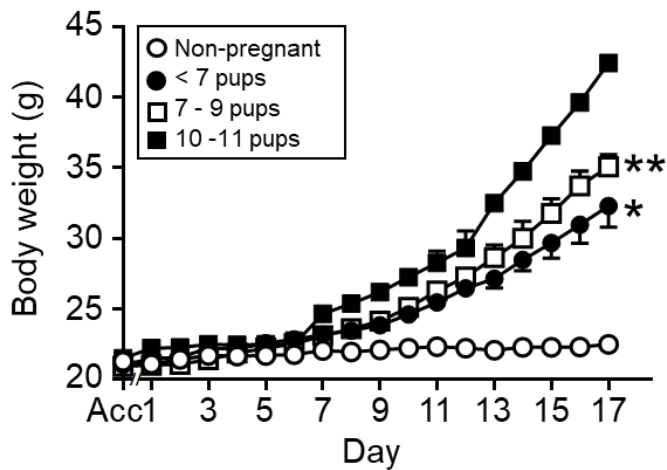 45
40
35
30
25
20
Body weight (g)
Non-pregnant
< 7 pups
7 - 9 pups
10 -11 pups
**
*
Acc1 3 5 7 9 11 13 15 17
Day